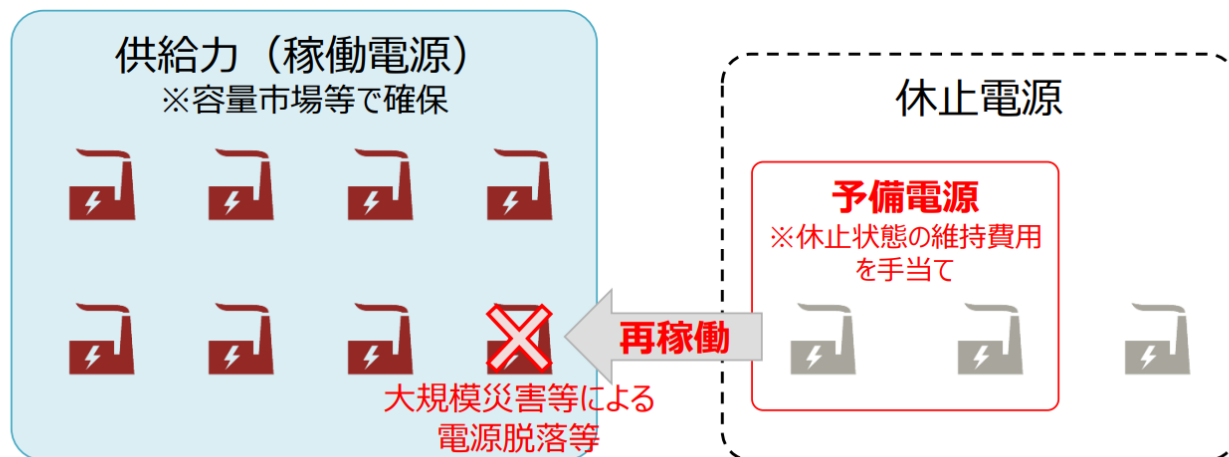 供給力（稼働電源）
※容量市場等で確保
大規模災害等による
電源脱落等
再稼働
休止電源
予備電源
※休止状態の維持費用
を手当て